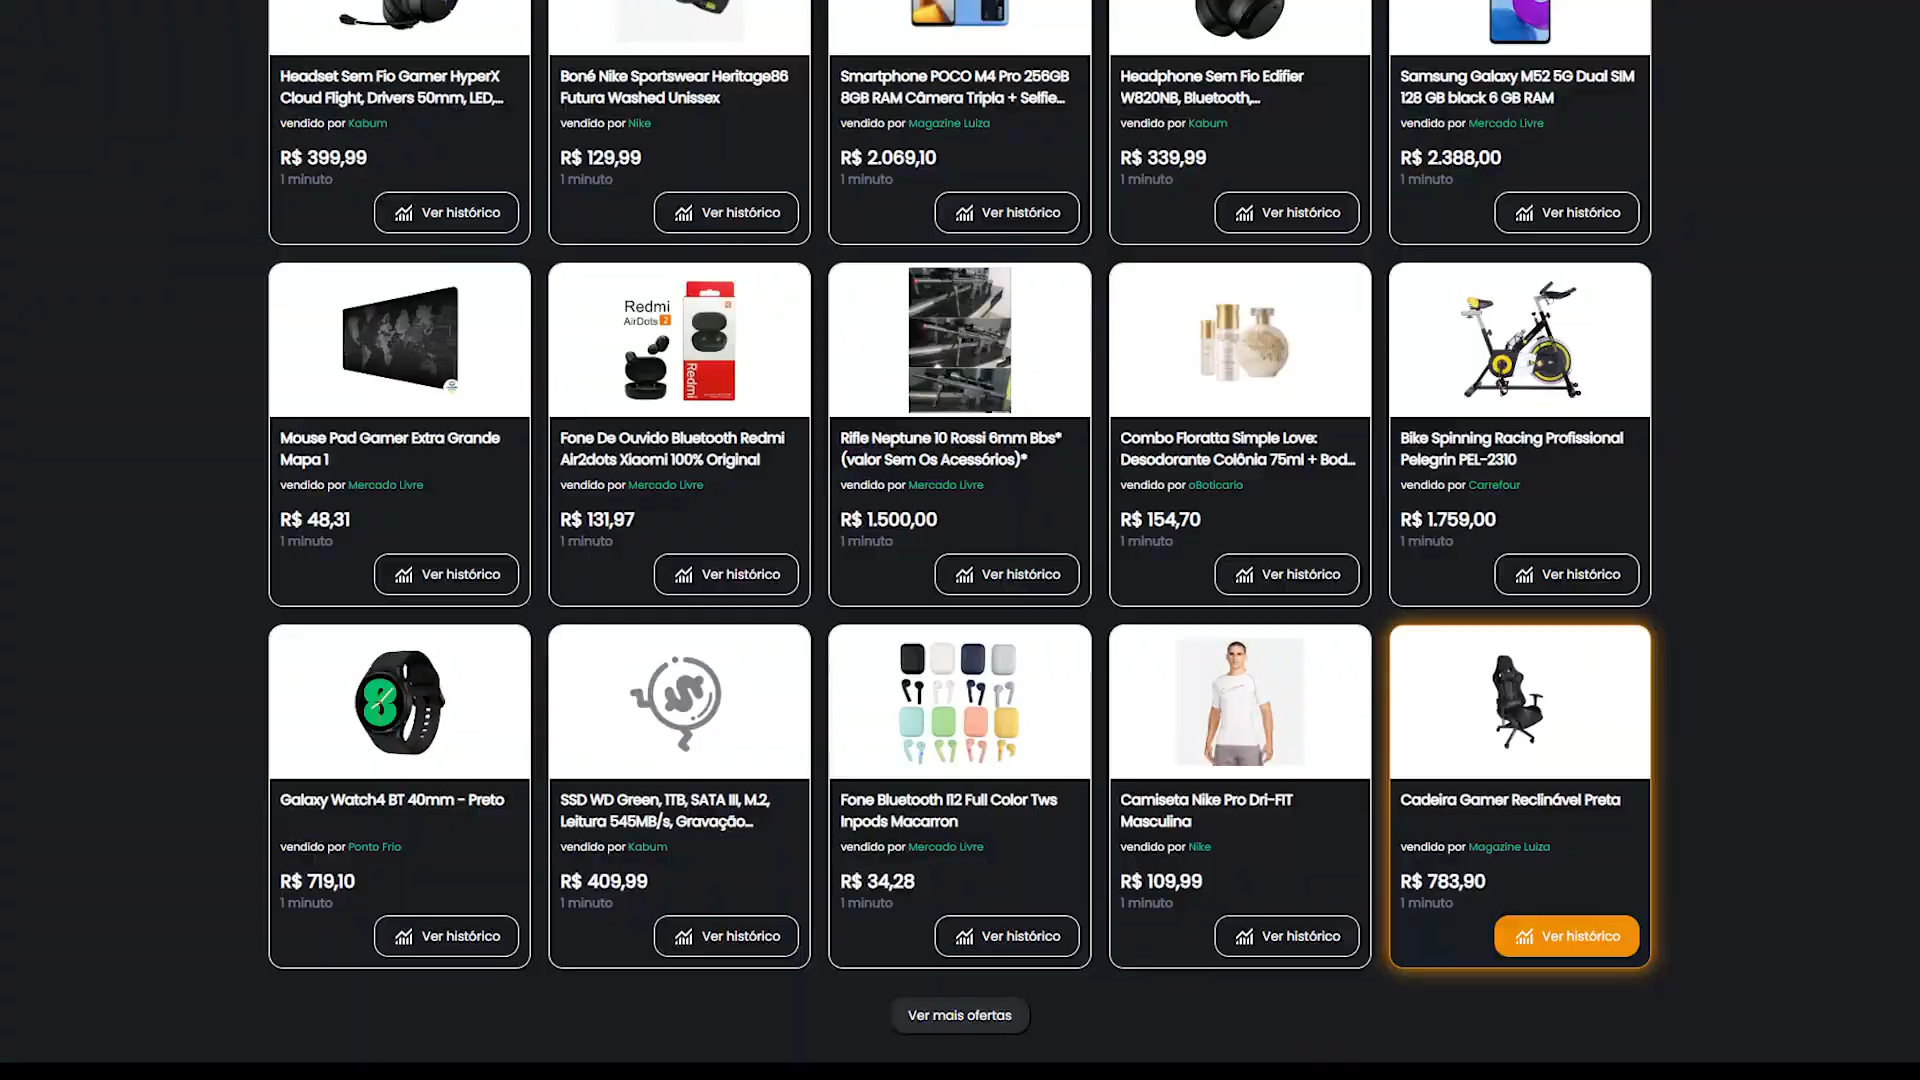 Headset Sem Fio Gamer HyperX
Cloud Flight, Drivers 50mm, LED,...
vendido por Kabum
R$ 399,99
1 minuto
Ver histórico
Boné Nike Sportswear Heritage86
Futura Washed Unissex
vendido por Nike
R$ 129,99
1 minuto
Ver histórico
Smartphone POCO M4 Pro 256GB
8GB RAM Câmera Tripla + Selfie...
vendido por Magazine Luiza
R$ 2.069,10
1 minuto
Ver histórico
Headphone Sem Fio Edifier
W820NB, Bluetooth,...
vendido por Kabum
R$ 339,99
1 minuto
Ver histórico
Samsung Galaxy M52 5G Dual SIM
128 GB black 6 GB RAM
vendido por Mercado Livre
R$ 2.388,00
1 minuto
Ver histórico
Mouse Pad Gamer Extra Grande
Mapa 1
vendido por Mercado Livre
R$ 48,31
1 minuto
Ver histórico
Redmi
AirDots 2
Redmi
Fone De Ouvido Bluetooth Redmi
Air2dots Xiaomi 100% Original
vendido por Mercado Livre
R$ 131,97
1 minuto
Ver histórico
Rifle Neptune 10 Rossi 6mm Bbs*
(valor Sem Os Acessórios)*
vendido por Mercado Livre
R$ 1.500,00
1 minuto
Ver histórico
Combo Floratta Simple Love:
Desodorante Colônia 75ml + Bod...
vendido por oBoticario
R$ 154,70
1 minuto
Ver histórico
Bike Spinning Racing Profissional
Pelegrin PEL-2310
vendido por Carrefour
R$ 1.759,00
1 minuto
Ver histórico
Galaxy Watch4 BT 40mm - Preto
vendido por Ponto Frio
R$ 719,10
1 minuto
Ver histórico
SSD WD Green, 1TB, SATA III, M.2,
Leitura 545MB/s, Gravação...
vendido por Kabum
R$ 409,99
1 minuto
Ver histórico
Fone Bluetooth I12 Full Color Tws
Inpods Macarron
vendido por Mercado Livre
R$ 34,28
1 minuto
Ver histórico
Camiseta Nike Pro Dri-FIT
Masculina
vendido por Nike
R$ 109,99
1 minuto
Ver histórico
Cadeira Gamer Reclinável Preta
vendido por Magazine Luiza
R$ 783,90
1 minuto
Ver histórico
Ver mais ofertas